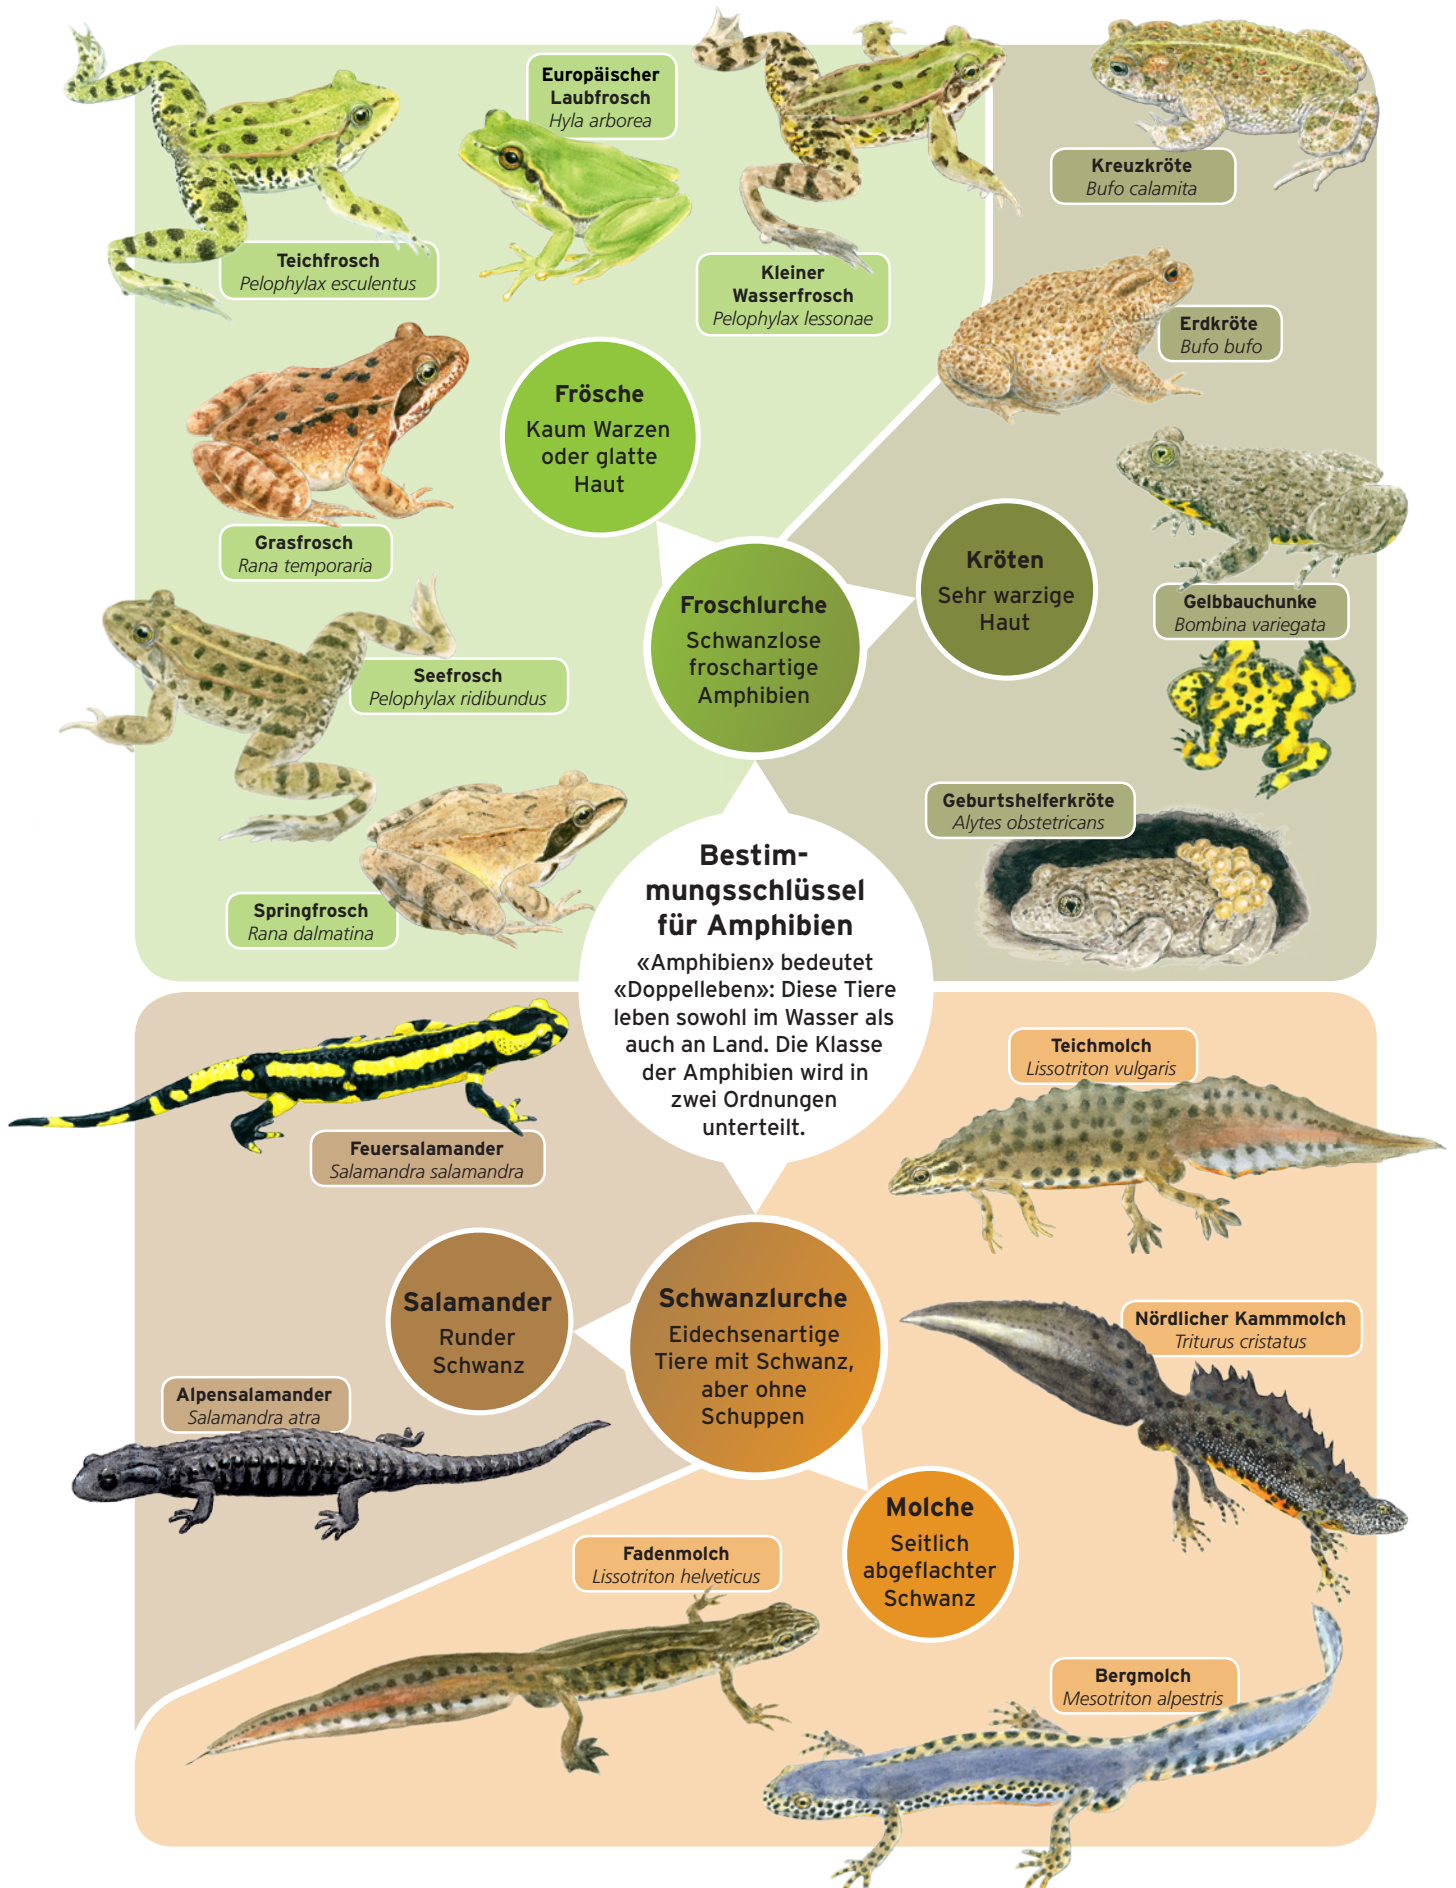 Europäischer
Laubfrosch
Hyla arborea
Kreuzkröte
Bufo calamita
Teichfrosch
Pelophylax esculentus
Kleiner
Wasserfrosch
Pelophylax lessonae
Erdkröte
Bufo bufo
Frösche
Kaum Warzen
oder glatte
Haut
Grasfrosch
Rana temporaria
Kröten
Sehr warzige
Haut
Froschlurche
Schwanzlose
froschartige
Amphibien
Gelbbauchunke
Bombina variegata
Seefrosch
Pelophylax ridibundus
Geburtshelferkröte
Alytes obstetricans
Springfrosch
Rana dalmatina
Bestim-
mungsschlüssel
für Amphibien
«Amphibien» bedeutet
«Doppelleben»: Diese Tiere
leben sowohl im Wasser als
auch an Land. Die Klasse
der Amphibien wird in
zwei Ordnungen
unterteilt.
Teichmolch
Lissotriton vulgaris
Feuersalamander
Salamandra salamandra
Salamander
Runder
Schwanz
Schwanzlurche
Eidechsenartige
Tiere mit Schwanz,
aber ohne
Schuppen
Nördlicher Kammmolch
Triturus cristatus
Alpensalamander
Salamandra atra
Molche
Seitlich
abgeflachter
Schwanz
Fadenmolch
Lissotriton helveticus
Bergmolch
Mesotriton alpestris